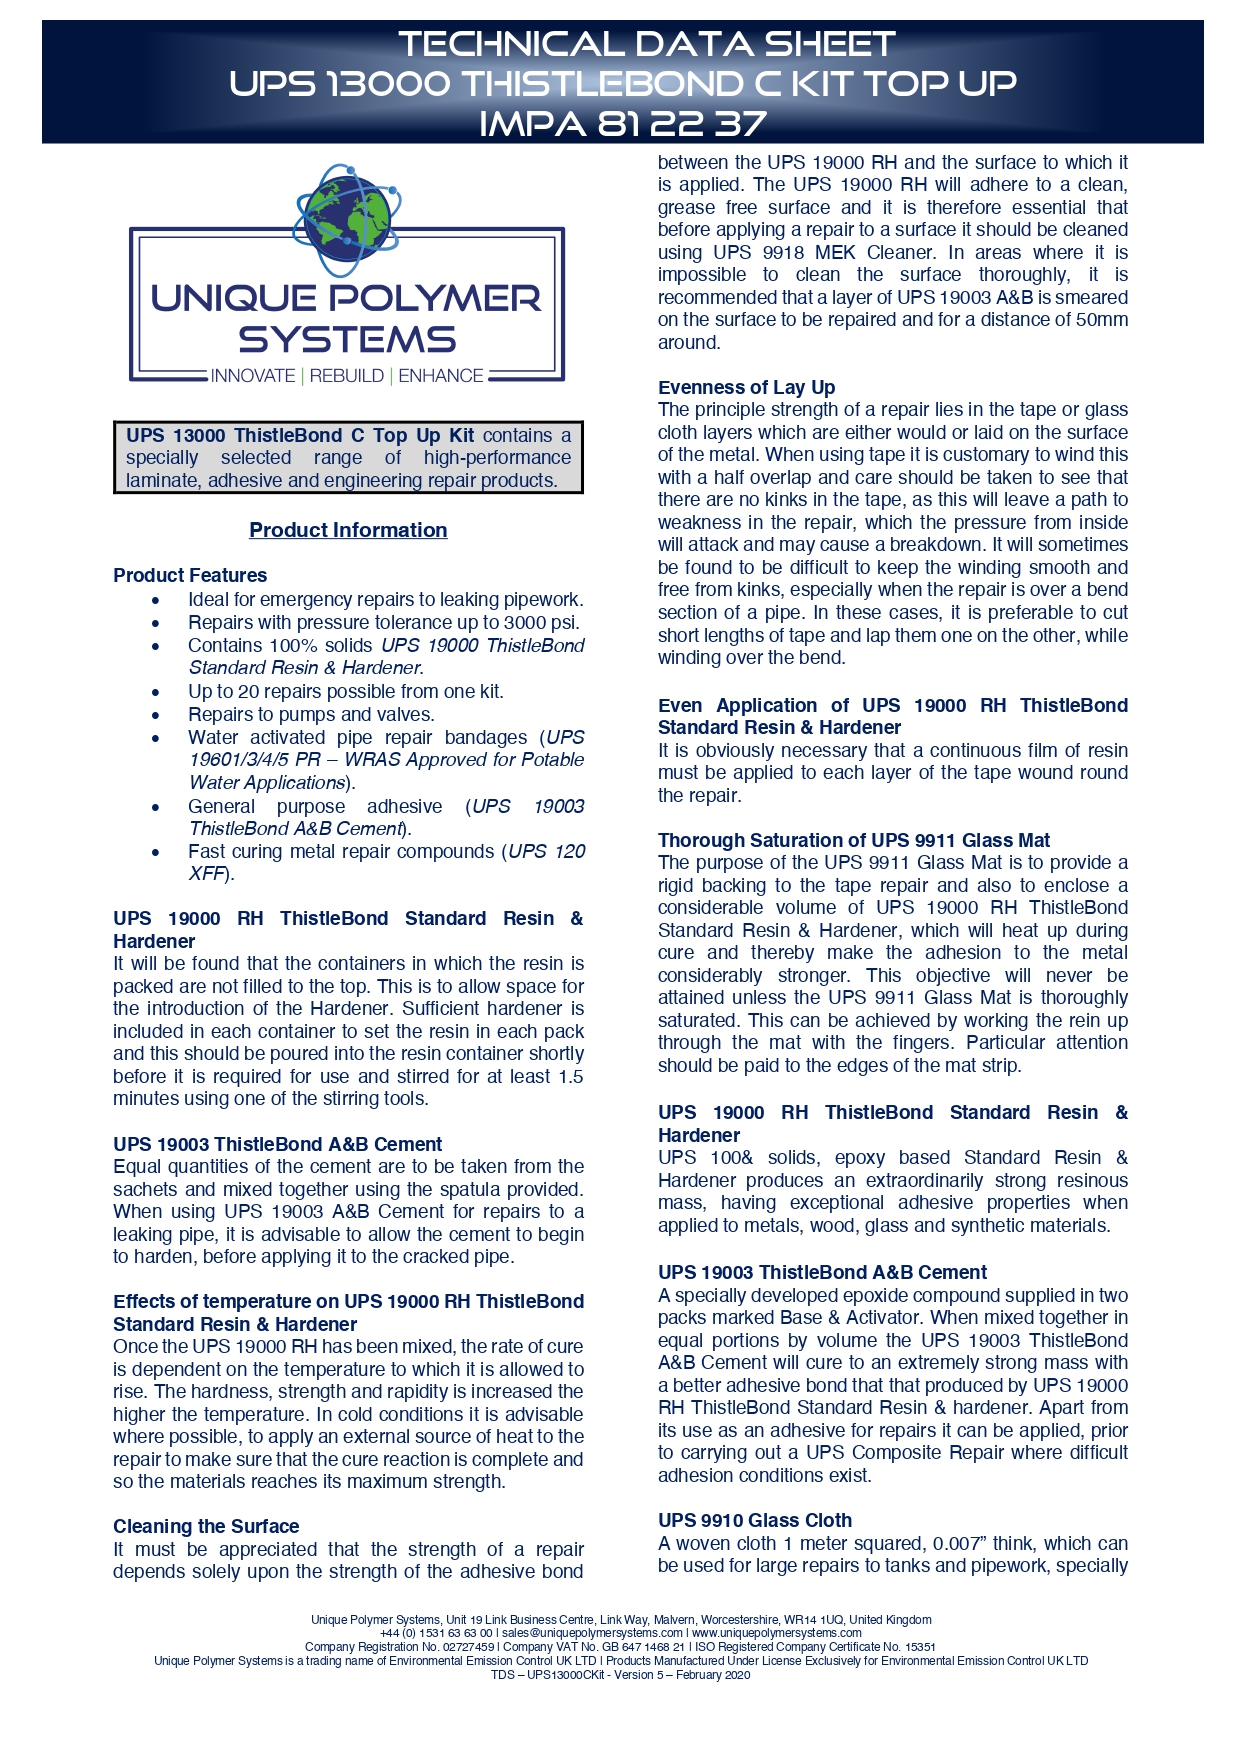 TECHNICAL DATA SHEET
UPS 13000 THISTLEBOND C KIT TOP UP
IMPA 81 22 37
UNIQUE POLYMER
SYSTEMS
INNOVATE | REBUILD | ENHANCE
UPS 13000 ThistleBond C Top Up Kit contains a
specially selected range of high-performance
laminate, adhesive and engineering repair products.
Product Information
Product Features
• Ideal for emergency repairs to leaking pipework.
• Repairs with pressure tolerance up to 3000 psi.
• Contains 100% solids UPS 19000 ThistleBond
Standard Resin & Hardener.
• Up to 20 repairs possible from one kit.
• Repairs to pumps and valves.
• Water activated pipe repair bandages (UPS
19601/3/4/5 PR – WRAS Approved for Potable
Water Applications).
• General purpose adhesive (UPS 19003
ThistleBond A&B Cement).
• Fast curing metal repair compounds (UPS 120
XFF).
UPS 19000 RH ThistleBond Standard Resin &
Hardener
It will be found that the containers in which the resin is
packed are not filled to the top. This is to allow space for
the introduction of the Hardener. Sufficient hardener is
included in each container to set the resin in each pack
and this should be poured into the resin container shortly
before it is required for use and stirred for at least 1.5
minutes using one of the stirring tools.
UPS 19003 ThistleBond A&B Cement
Equal quantities of the cement are to be taken from the
sachets and mixed together using the spatula provided.
When using UPS 19003 A&B Cement for repairs to a
leaking pipe, it is advisable to allow the cement to begin
to harden, before applying it to the cracked pipe.
Effects of temperature on UPS 19000 RH ThistleBond
Standard Resin & Hardener
Once the UPS 19000 RH has been mixed, the rate of cure
is dependent on the temperature to which it is allowed to
rise. The hardness, strength and rapidity is increased the
higher the temperature. In cold conditions it is advisable
where possible, to apply an external source of heat to the
repair to make sure that the cure reaction is complete and
so the materials reaches its maximum strength.
Cleaning the Surface
It must be appreciated that the strength of a repair
depends solely upon the strength of the adhesive bond
between the UPS 19000 RH and the surface to which it
is applied. The UPS 19000 RH will adhere to a clean,
grease free surface and it is therefore essential that
before applying a repair to a surface it should be cleaned
using UPS 9918 MEK Cleaner. In areas where it is
impossible to clean the surface thoroughly, it is
recommended that a layer of UPS 19003 A&B is smeared
on the surface to be repaired and for a distance of 50mm
around.
Evenness of Lay Up
The principle strength of a repair lies in the tape or glass
cloth layers which are either would or laid on the surface
of the metal. When using tape it is customary to wind this
with a half overlap and care should be taken to see that
there are no kinks in the tape, as this will leave a path to
weakness in the repair, which the pressure from inside
will attack and may cause a breakdown. It will sometimes
be found to be difficult to keep the winding smooth and
free from kinks, especially when the repair is over a bend
section of a pipe. In these cases, it is preferable to cut
short lengths of tape and lap them one on the other, while
winding over the bend.
Even Application of UPS 19000 RH ThistleBond
Standard Resin & Hardener
It is obviously necessary that a continuous film of resin
must be applied to each layer of the tape wound round
the repair.
Thorough Saturation of UPS 9911 Glass Mat
The purpose of the UPS 9911 Glass Mat is to provide a
rigid backing to the tape repair and also to enclose a
considerable volume of UPS 19000 RH ThistleBond
Standard Resin & Hardener, which will heat up during
cure and thereby make the adhesion to the metal
considerably stronger. This objective will never be
attained unless the UPS 9911 Glass Mat is thoroughly
saturated. This can be achieved by working the rein up
through the mat with the fingers. Particular attention
should be paid to the edges of the mat strip.
UPS 19000 RH ThistleBond Standard Resin &
Hardener
UPS 100& solids, epoxy based Standard Resin &
Hardener produces an extraordinarily strong resinous
mass, having exceptional adhesive properties when
applied to metals, wood, glass and synthetic materials.
UPS 19003 ThistleBond A&B Cement
A specially developed epoxide compound supplied in two
packs marked Base & Activator. When mixed together in
equal portions by volume the UPS 19003 ThistleBond
A&B Cement will cure to an extremely strong mass with
a better adhesive bond that that produced by UPS 19000
RH ThistleBond Standard Resin & hardener. Apart from
its use as an adhesive for repairs it can be applied, prior
to carrying out a UPS Composite Repair where difficult
adhesion conditions exist.
UPS 9910 Glass Cloth
A woven cloth 1 meter squared, 0.007” think, which can
be used for large repairs to tanks and pipework, specially
Unique Polymer Systems, Unit 19 Link Business Centre, Link Way, Malvern, Worcestershire, WR14 1UQ, United Kingdom
+44 (0) 1531 63 63 00 | sales@uniquepolymersystems.com | www.uniquepolymersystems.com
Company Registration No. 02727459 | Company VAT No. GB 647 1468 21 | ISO Registered Company Certificate No. 15351
Unique Polymer Systems is a trading name of Environmental Emission Control UK LTD | Products Manufactured Under License Exclusively for Environmental Emission Control UK LTD
TDS – UPS13000CKit - Version 5 – February 2020